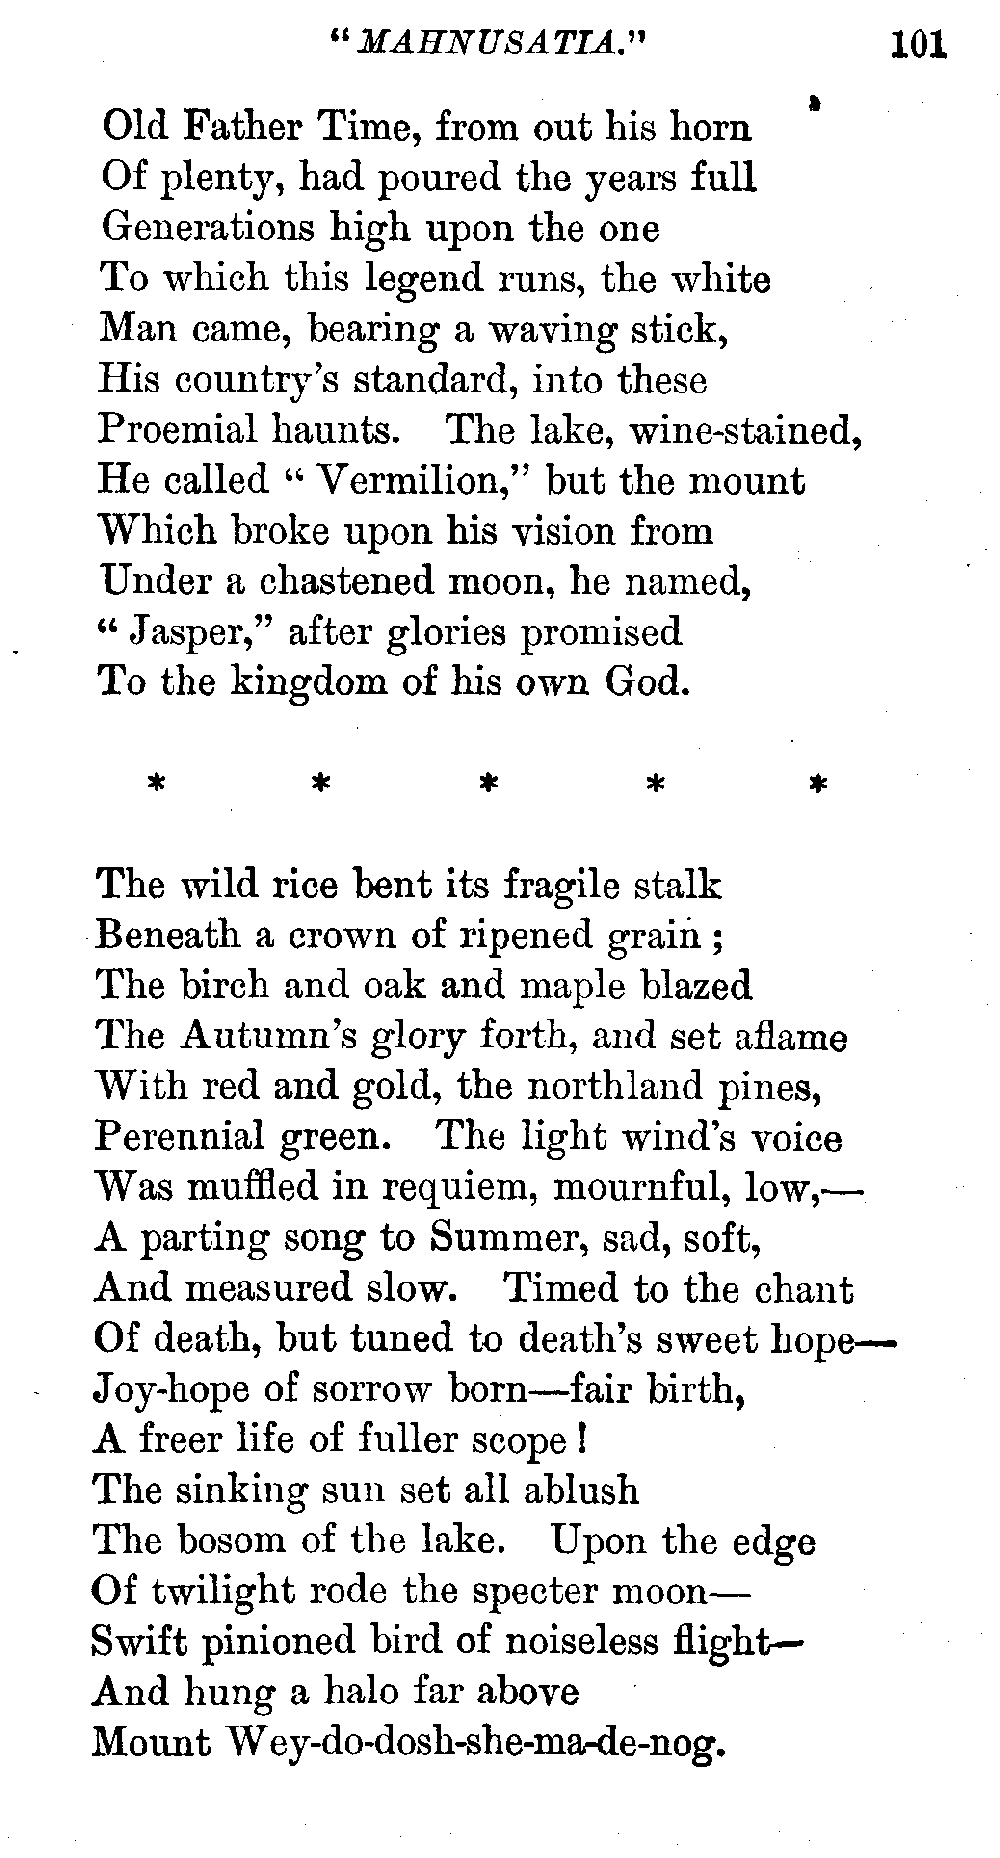 "MAHNUSATIA." 101
Old Father Time, from out his horn
Of plenty, had poured the years full
Generations high upon the one
To which this legend runs, the white
Man came, bearing a waving stick,
His country's standard, into these
Proemial haunts. The lake, wine-stained,
He called "Vermilion," but the mount
Which broke upon his vision from
Under a chastened moon, he named,
"Jasper," after glories promised
To the kingdom of his own God.
* * * * *
The wild rice bent its fragile stalk
Beneath a crown of ripened grain;
The birch and oak and maple blazed
The Autumn's glory forth, and set aflame
With red and gold, the northland pines,
Perennial green. The light wind's voice
Was muffled in requiem, mournful, low,—
A parting song to Summer, sad, soft,
And measured slow. Timed to the chant
Of death, but tuned to death's sweet hope—
Joy-hope of sorrow born—fair birth,
A freer life of fuller scope!
The sinking sun set all ablush
The bosom of the lake. Upon the edge
Of twilight rode the specter moon—
Swift pinioned bird of noiseless flight—
And hung a halo far above
Mount Wey-do-dosh-she-ma-de-nog.